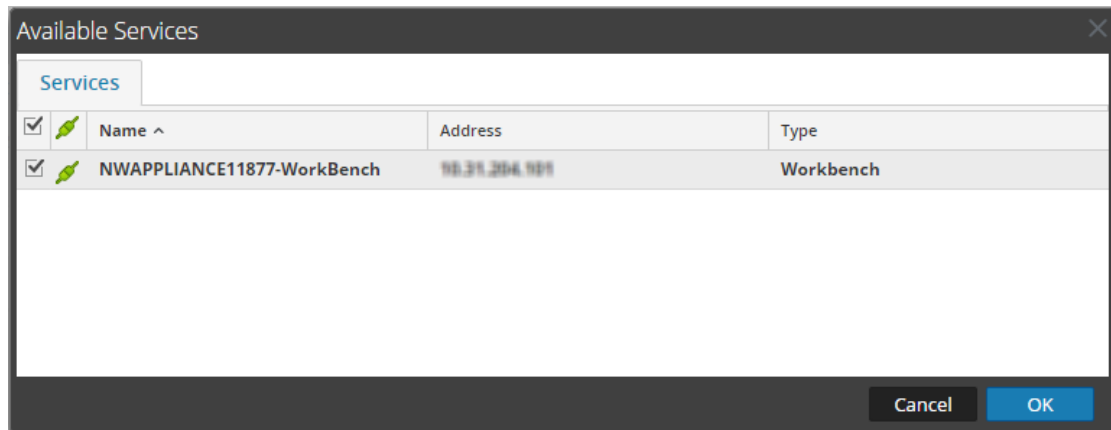 Available Services
Services
Name Address Type
NWAPPLIANCE11877-WorkBench Workbench
Cancel OK